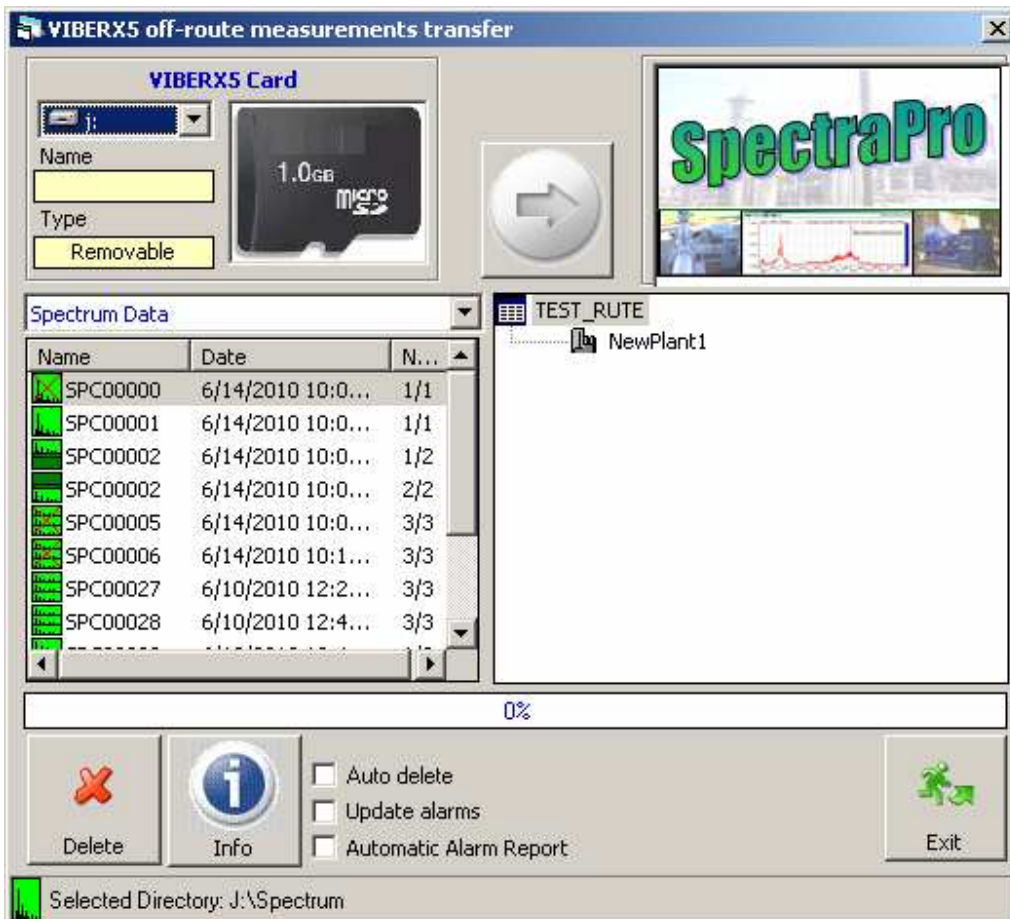 VIBERX5 off-route measurements transfer
VIBERX5 Card
j:
Name
Type
Removable
1.0GB
micro
SD
SpectraPro
Spectrum Data
Name Date N...
SPC00000 6/14/2010 10:0... 1/1
SPC00001 6/14/2010 10:0... 1/1
SPC00002 6/14/2010 10:0... 1/2
SPC00002 6/14/2010 10:0... 2/2
SPC00005 6/14/2010 10:0... 3/3
SPC00006 6/14/2010 10:1... 3/3
SPC00027 6/10/2010 12:2... 3/3
SPC00028 6/10/2010 12:4... 3/3
TEST_RUTE
NewPlant1
0%
Delete
Info
Auto delete
Update alarms
Automatic Alarm Report
Exit
Selected Directory: J:\Spectrum